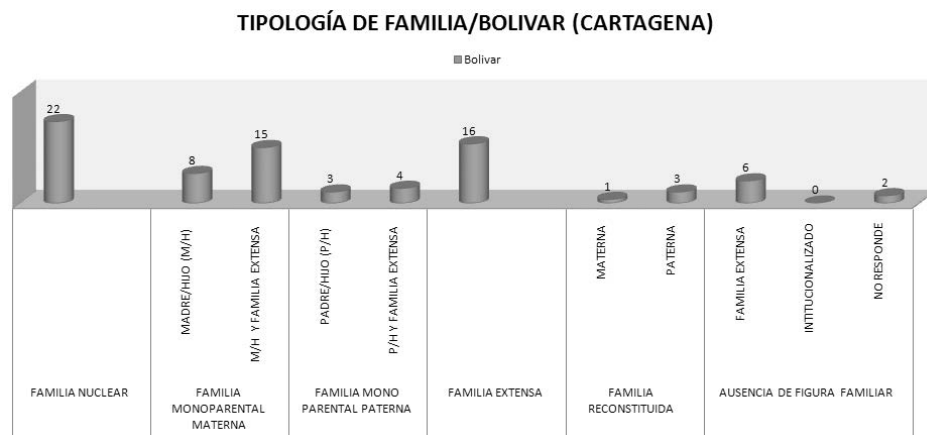 TIPOLOGÍA DE FAMILIA/BOLIVAR (CARTAGENA)
Bolivar
22
8
15
3
4
16
1
3
6
0
2
MADRE/HIJO (M/H)
M/H Y FAMILIA EXTENSA
PADRE/HIJO (P/H)
P/H Y FAMILIA EXTENSA
MATERNA
PATERNA
FAMILIA EXTENSA
INTITUCIONALIZADO
NO RESPONDE
FAMILIA NUCLEAR
FAMILIA
MONOPARENTAL
MATERNA
FAMILIA MONO
PARENTAL PATERNA
FAMILIA EXTENSA
FAMILIA
RECONSTITUIDA
AUSENCIA DE FIGURA FAMILIAR